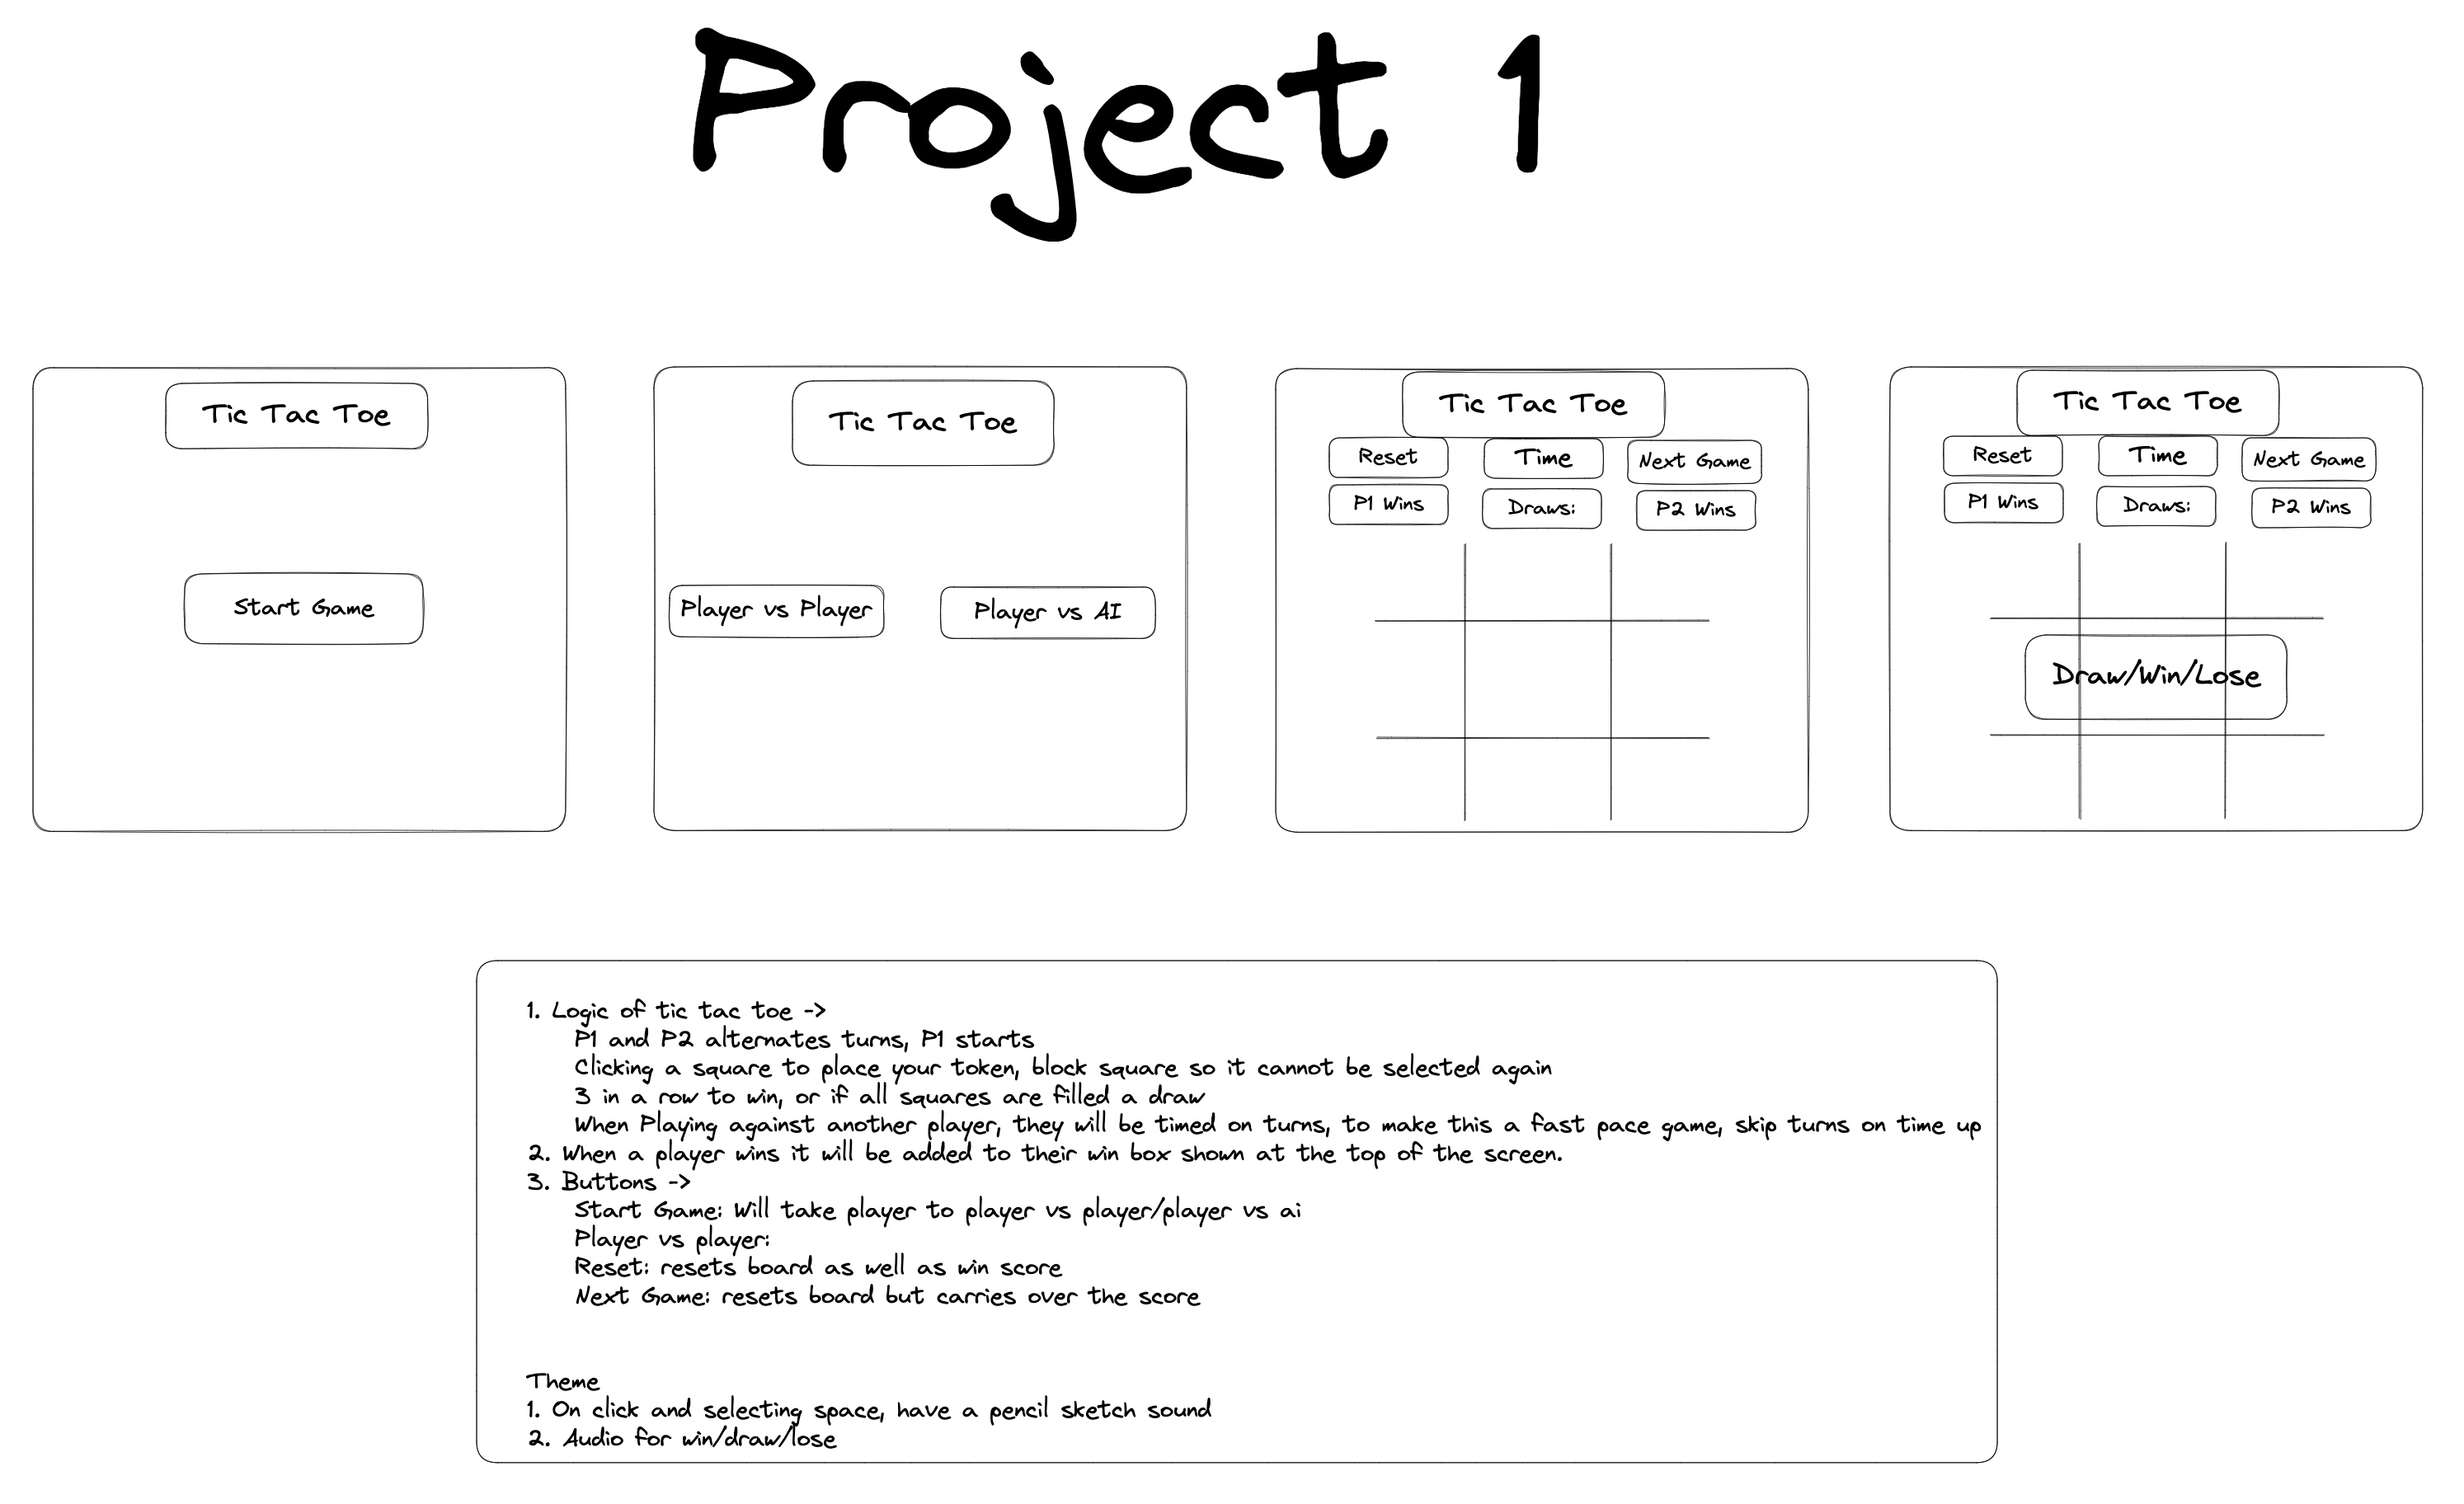 Project 1
Tic Tac Toe
Start Game
Tic Tac Toe
Player vs Player
Player vs AI
Tic Tac Toe
Reset
Time
Next Game
P1 Wins
Draws:
P2 Wins
Tic Tac Toe
Reset
Time
Next Game
P1 Wins
Draws:
P2 Wins
Draw/Win/Lose
1. Logic of tic tac toe ->
P1 and P2 alternates turns, P1 starts
Clicking a square to place your token, block square so it cannot be selected again
3 in a row to win, or if all squares are filled a draw
When Playing against another player, they will be timed on turns, to make this a fast pace game, skip turns on time up
2. When a player wins it will be added to their win box shown at the top of the screen.
3. Buttons ->
Start Game: Will take player to player vs player/player vs ai
Player vs player:
Reset: resets board as well as win score
Next Game: resets board but carries over the score
Theme
1. On click and selecting space, have a pencil sketch sound
2. Audio for win/draw/lose